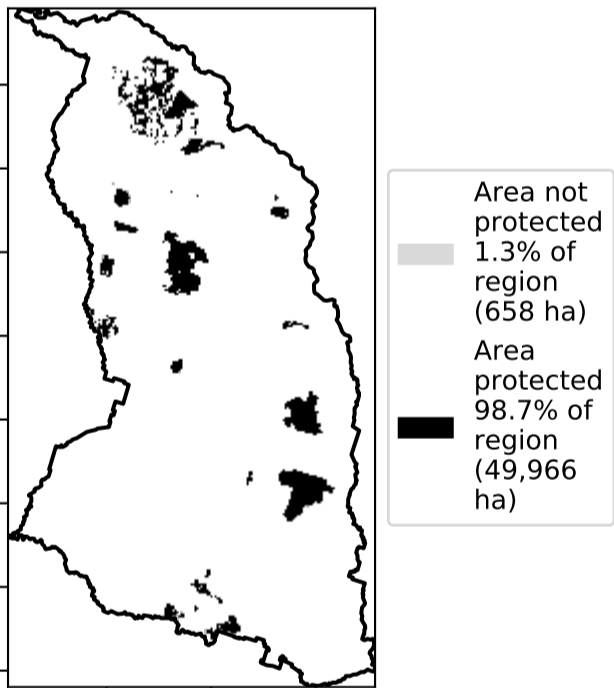 Area not
protected
1.3% of
region
(658 ha)
Area
protected
98.7% of
region
(49,966
ha)